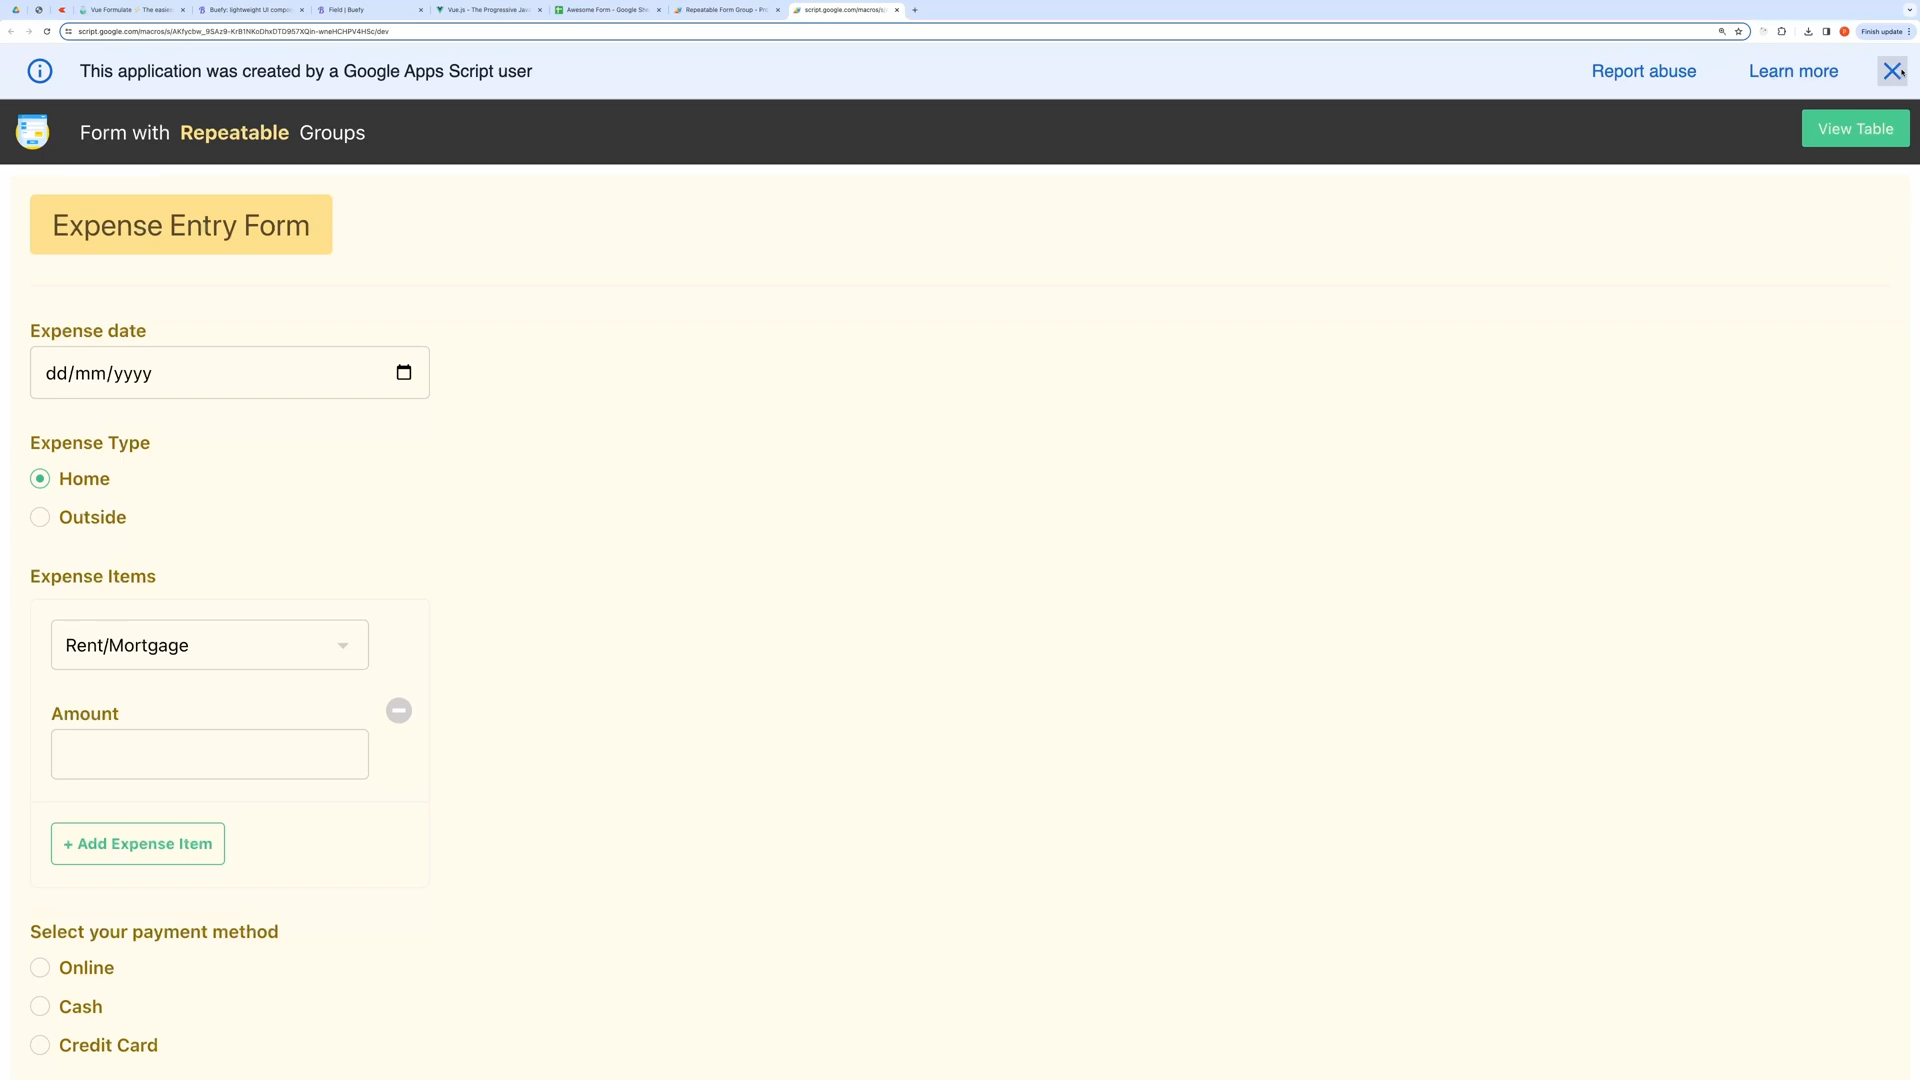 Vue Formulate ⚡ The easies
Buefy: lightweight UI compo
Field | Buefy
Vue.js - The Progressive Jav
Awesome Form - Google She
Repeatable Form Group - Pro
script.google.com/macros/s/
script.google.com/macros/s/AKfycbw_9SAz9-KrB1NKoDhxDTD957XQin-wneHCHPV4HSc/dev
Finish update
This application was created by a Google Apps Script user
Report abuse
Learn more
Form with Repeatable Groups
View Table
Expense Entry Form
Expense date
dd/mm/yyyy
Expense Type
Home
Outside
Expense Items
Rent/Mortgage
Amount
+ Add Expense Item
Select your payment method
Online
Cash
Credit Card